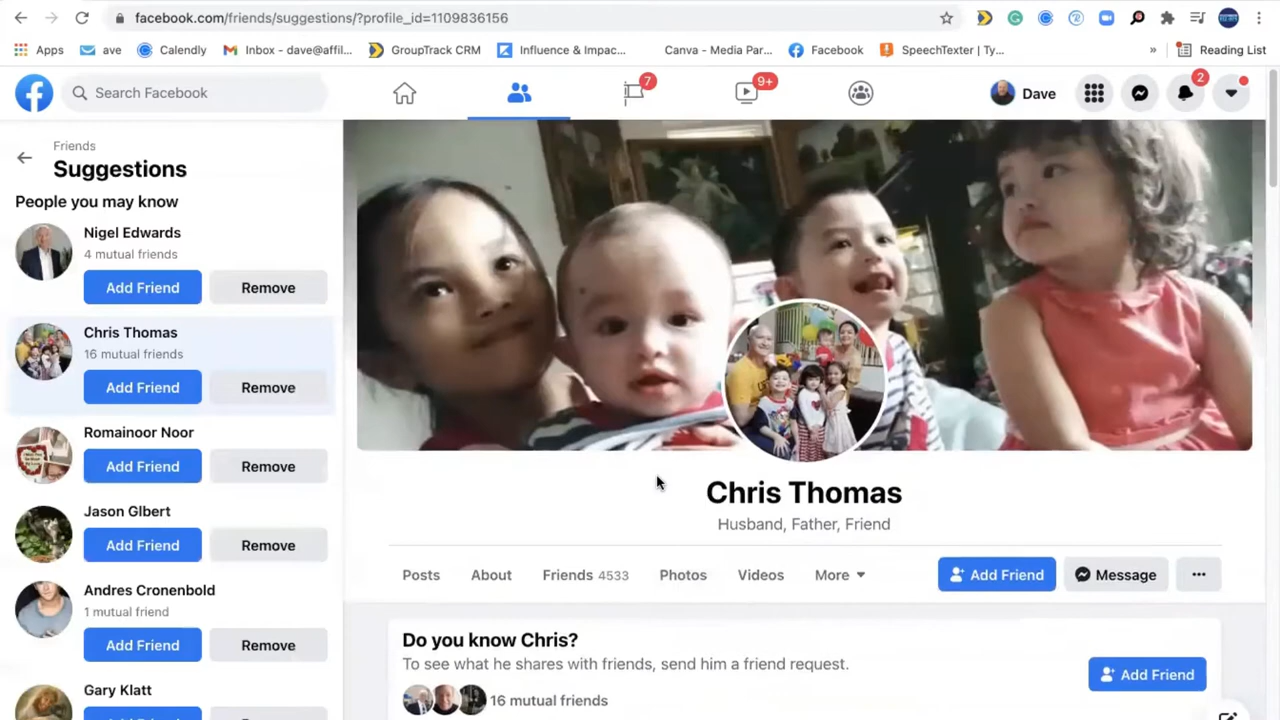 facebook.com/friends/suggestions/?profile_id=1109836156
Apps ave Calendly Inbox - dave@affil... GroupTrack CRM Influence & Impac... Canva - Media Par... Facebook SpeechTexter | Ty... » Reading List
Search Facebook 7 9+ Dave 2
Friends
Suggestions
People you may know
Nigel Edwards
4 mutual friends
Add Friend Remove
Chris Thomas
16 mutual friends
Add Friend Remove
Romainoor Noor
Add Friend Remove
Jason Glbert
Add Friend Remove
Andres Cronenbold
1 mutual friend
Add Friend Remove
Gary Klatt
Chris Thomas
Husband, Father, Friend
Posts About Friends 4533 Photos Videos More Add Friend Message ...
Do you know Chris?
To see what he shares with friends, send him a friend request.
Add Friend
16 mutual friends